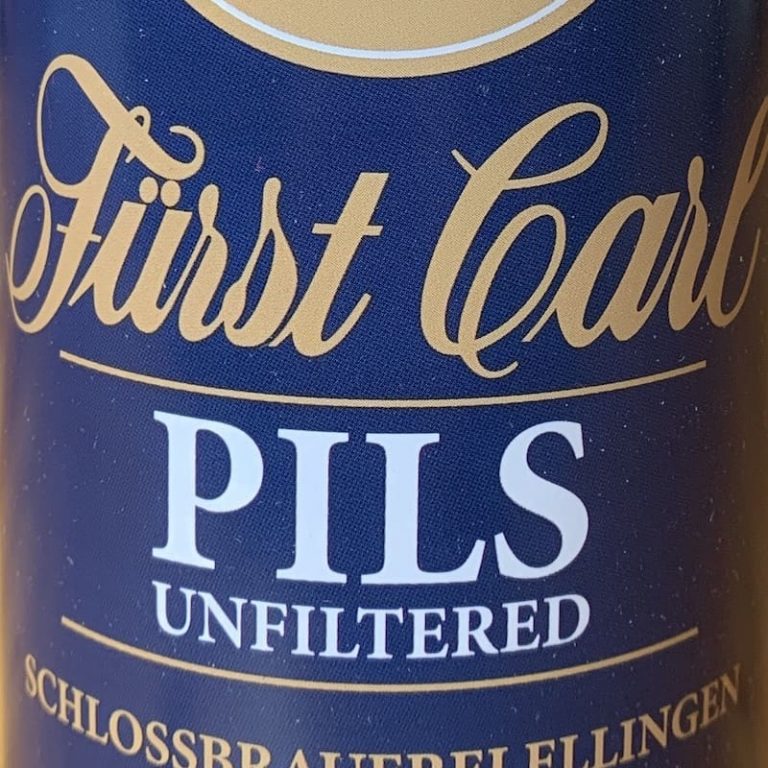 Fürst Carl
PILS
UNFILTERED
SCHLOSSBRAUEREI ELLINGEN